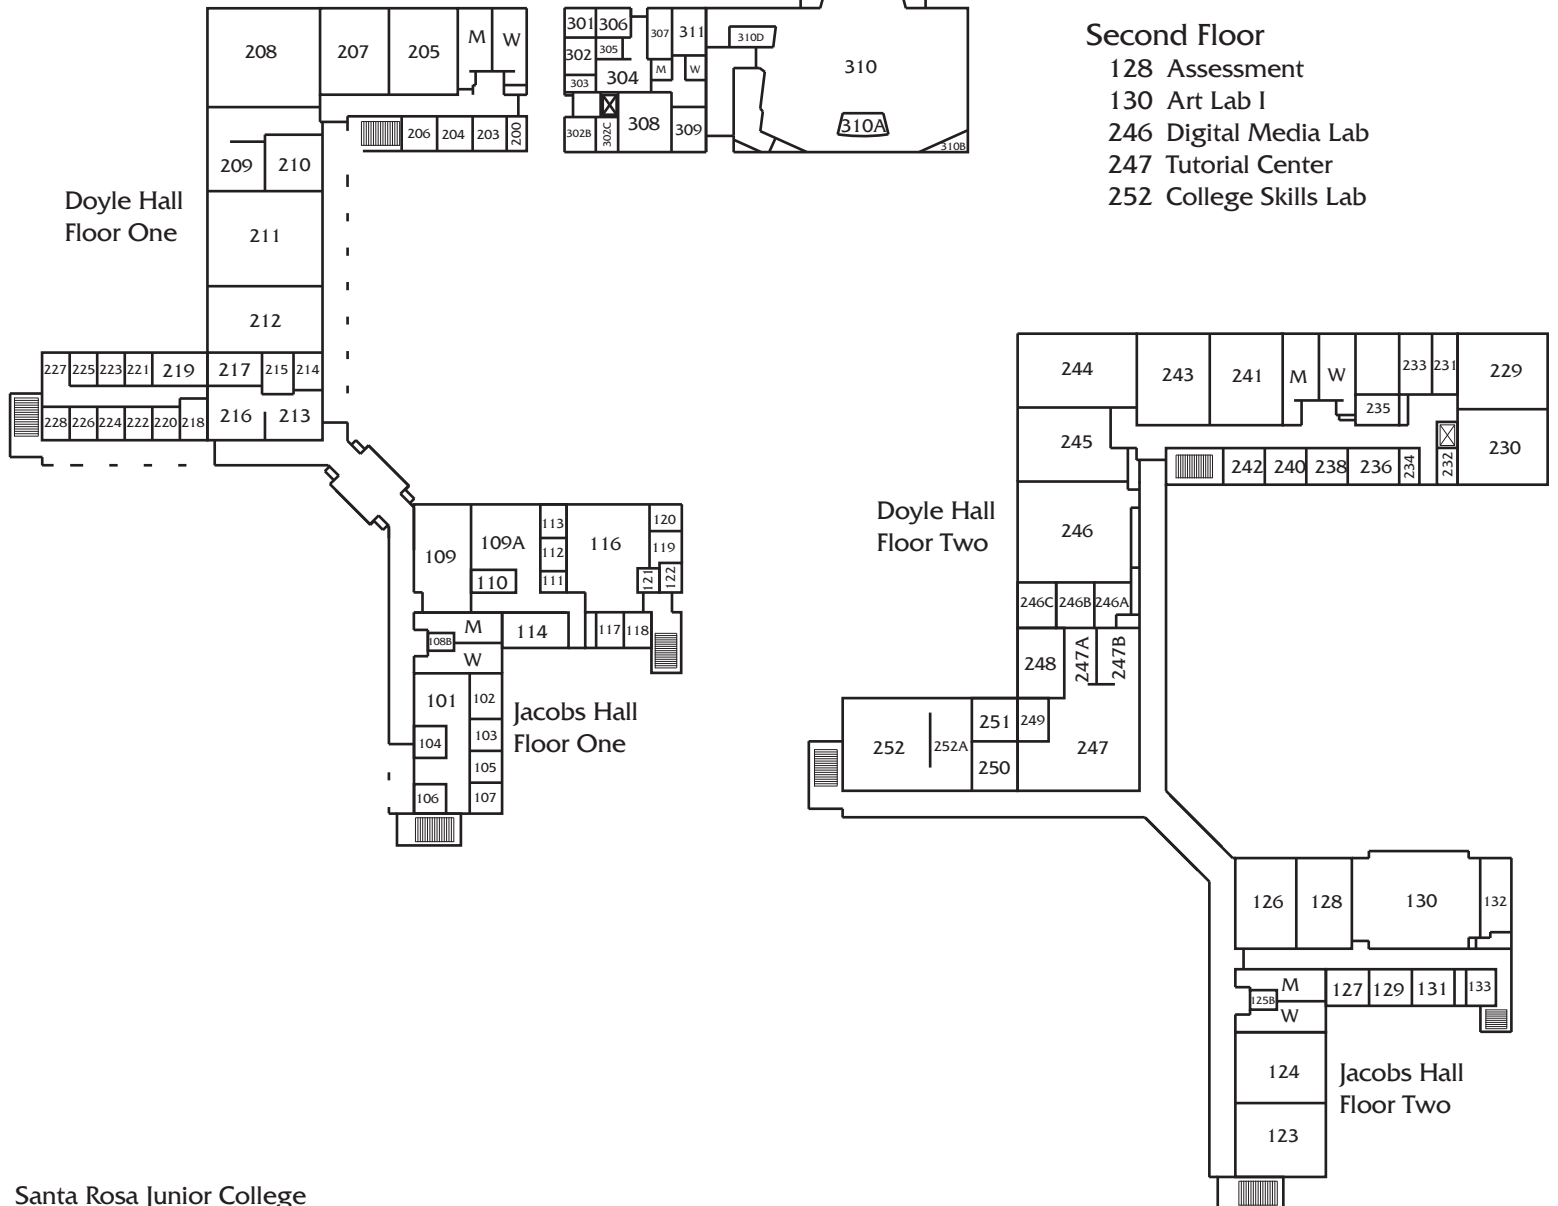 Second Floor
128 Assessment
130 Art Lab I
246 Digital Media Lab
247 Tutorial Center
252 College Skills Lab
208
207
205
M
W
206
204
203
200
209
210
211
212
227
225
223
221
219
217
215
214
228
226
224
222
220
218
216
213
Doyle Hall
Floor One
301
306
307
311
302
305
303
304
M
W
302B
302C
308
309
310D
310
310A
310B
109
109A
113
112
111
110
116
120
119
121
122
M
108B
W
114
117
118
101
102
103
104
105
106
107
Jacobs Hall
Floor One
244
243
241
M
W
233
231
229
235
245
242
240
238
236
234
232
230
Doyle Hall
Floor Two
246
246C
246B
246A
248
247A
247B
251
249
252
252A
250
247
126
128
130
132
M
125B
W
127
129
131
133
124
123
Jacobs Hall
Floor Two
Santa Rosa Junior College